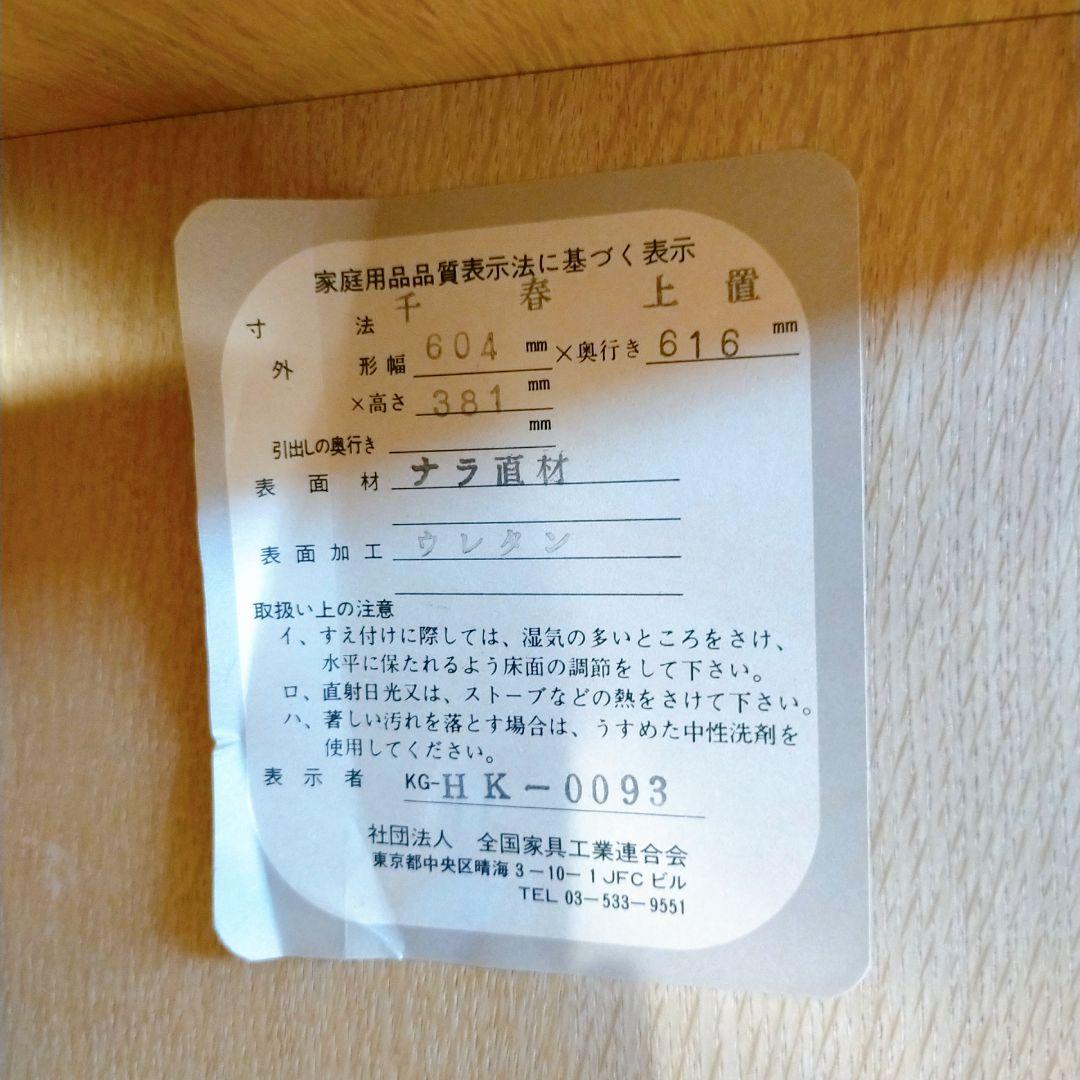 家庭用品品質表示法に基づく表示
千 春 上 置
寸 法
外 形 幅 604 mm ×奥行き 616 mm
×高さ 381 mm
引出しの奥行き mm
表 面 材 ナラ直材
表 面 加 工 ウレタン
取扱い上の注意
イ、すえ付けに際しては、湿気の多いところをさけ、
水平に保たれるよう床面の調節をして下さい。
ロ、直射日光又は、ストーブなどの熱をさけて下さい。
ハ、著しい汚れを落とす場合は、うすめた中性洗剤を
使用してください。
表 示 者 KG-HK-0093
社団法人 全国家具工業連合会
東京都中央区晴海3-10-1 JFCビル
TEL 03-533-9551